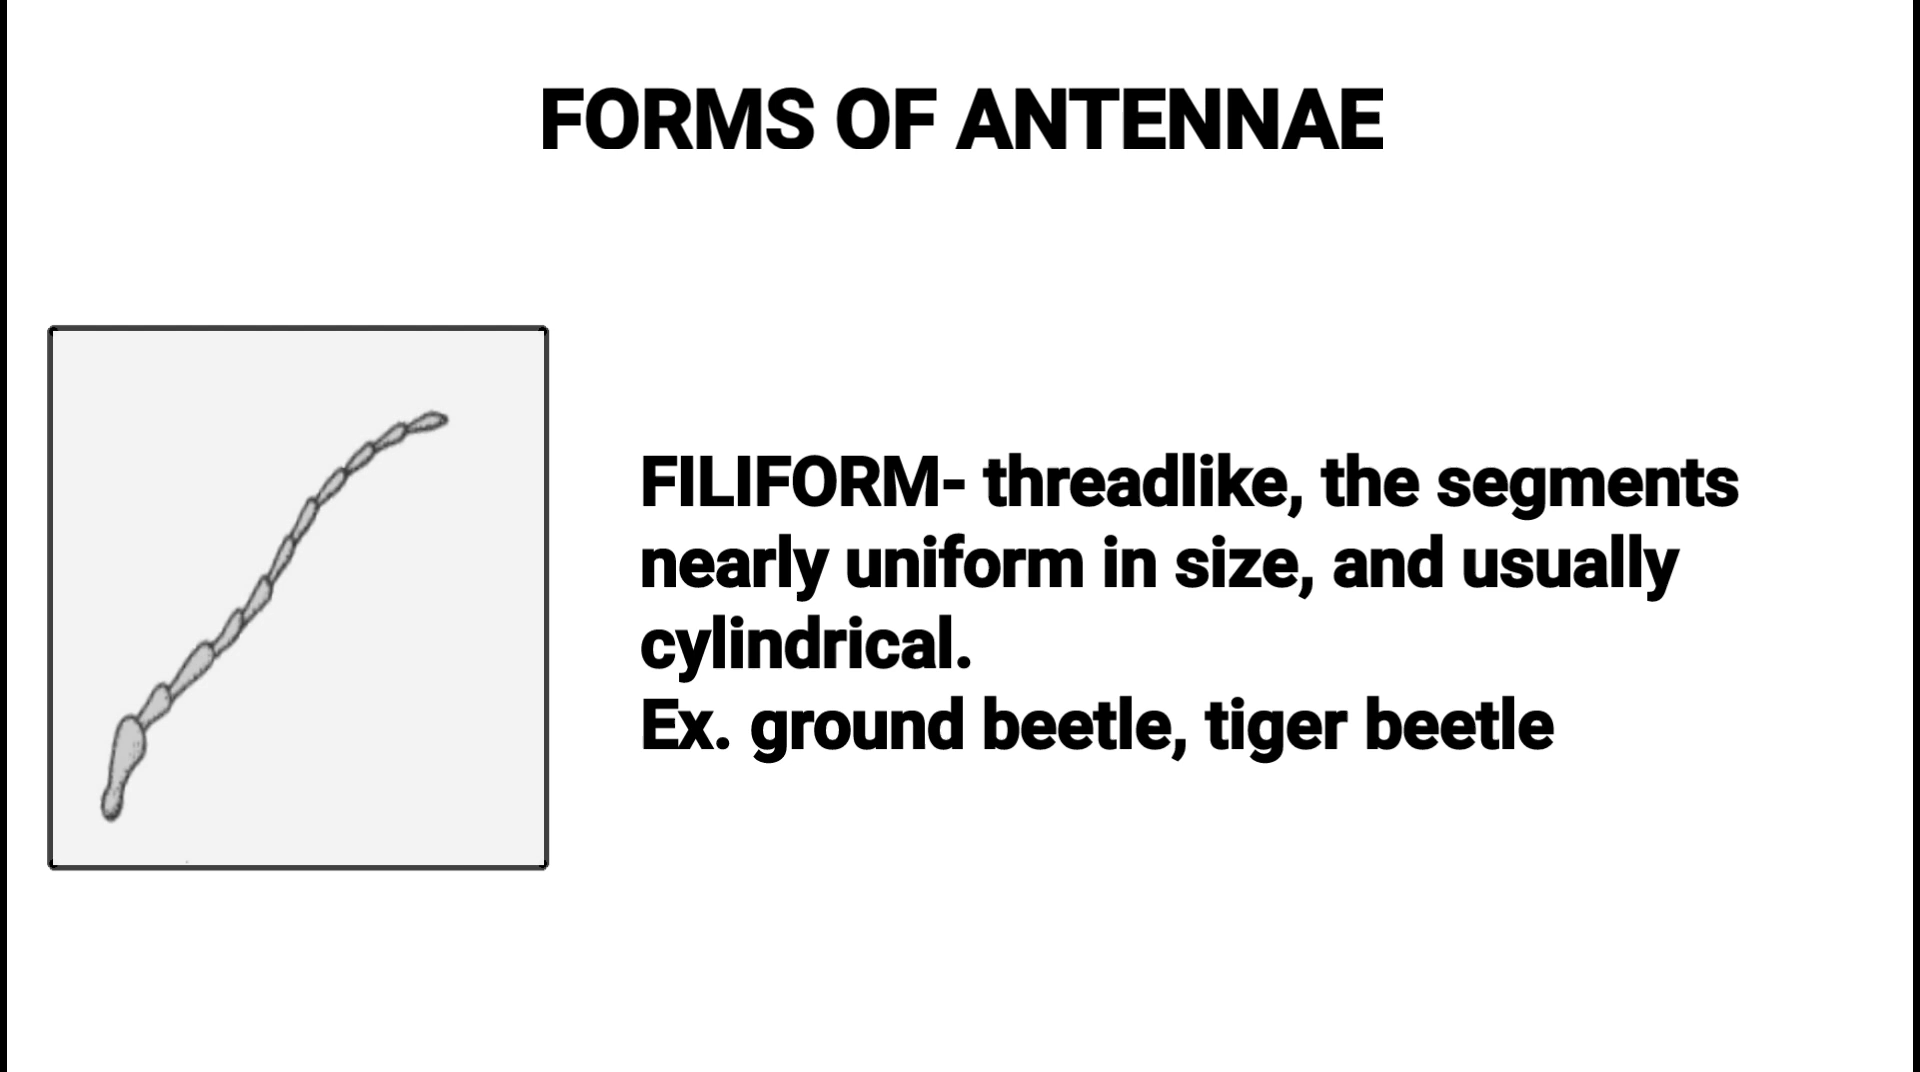 FORMS OF ANTENNAE
FILIFORM- threadlike, the segments
nearly uniform in size, and usually
cylindrical.
Ex. ground beetle, tiger beetle